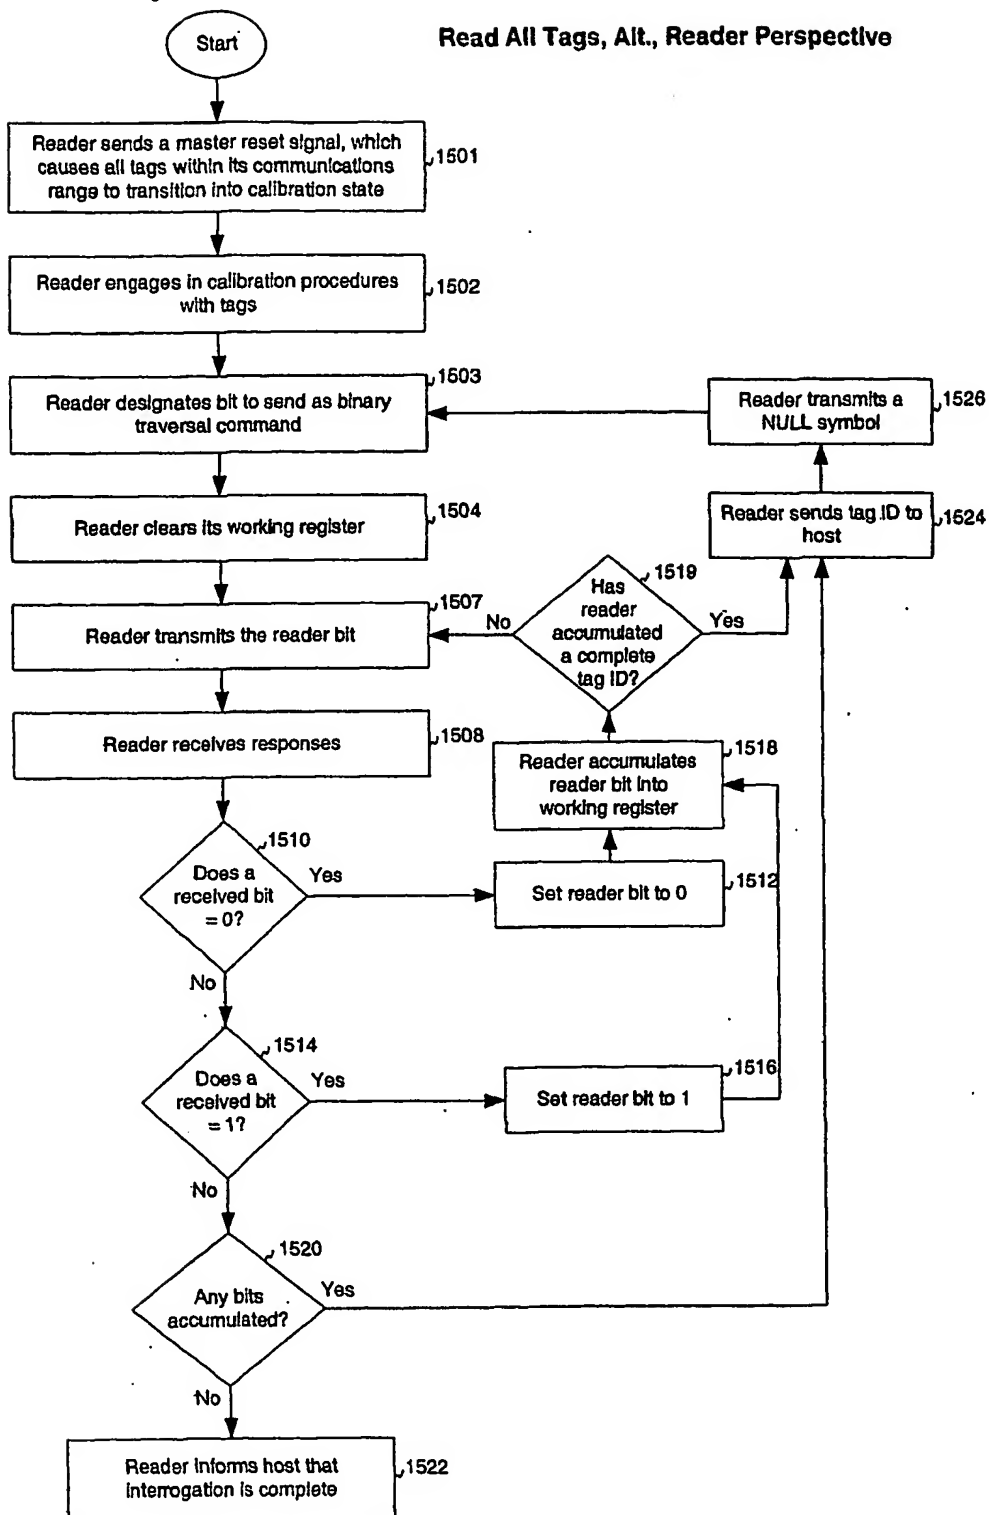 Read All Tags, Alt., Reader Perspective
Start
Reader sends a master reset signal, which
causes all tags within its communications
range to transition into calibration state
1501
Reader engages in calibration procedures
with tags
1502
Reader designates bit to send as binary
traversal command
1503
Reader transmits a
NULL symbol
1526
Reader clears its working register
1504
Reader sends tag ID to
host
1524
Reader transmits the reader bit
1507
No
Has
reader
accumulated
a complete
tag ID?
1519
Yes
Reader receives responses
1508
Reader accumulates
reader bit into
working register
1518
Does a
received bit
= 0?
1510
Yes
Set reader bit to 0
1512
No
Does a
received bit
= 1?
1514
Yes
Set reader bit to 1
1516
No
Any bits
accumulated?
1520
Yes
No
Reader informs host that
interrogation is complete
1522